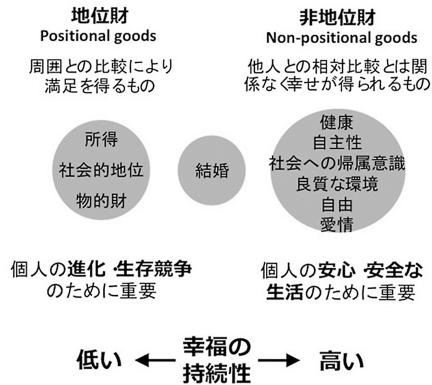 地位財
Positional goods
周囲との比較により
満足を得るもの
所得
社会的地位
物的財
個人の進化・生存競争
のために重要
結婚
非地位財
Non-positional goods
他人との相対比較とは
関係なく幸せが得られるもの
健康
自主性
社会への帰属意識
良質な環境
自由
愛情
個人の安心・安全な
生活のために重要
低い
幸福の
持続性
高い